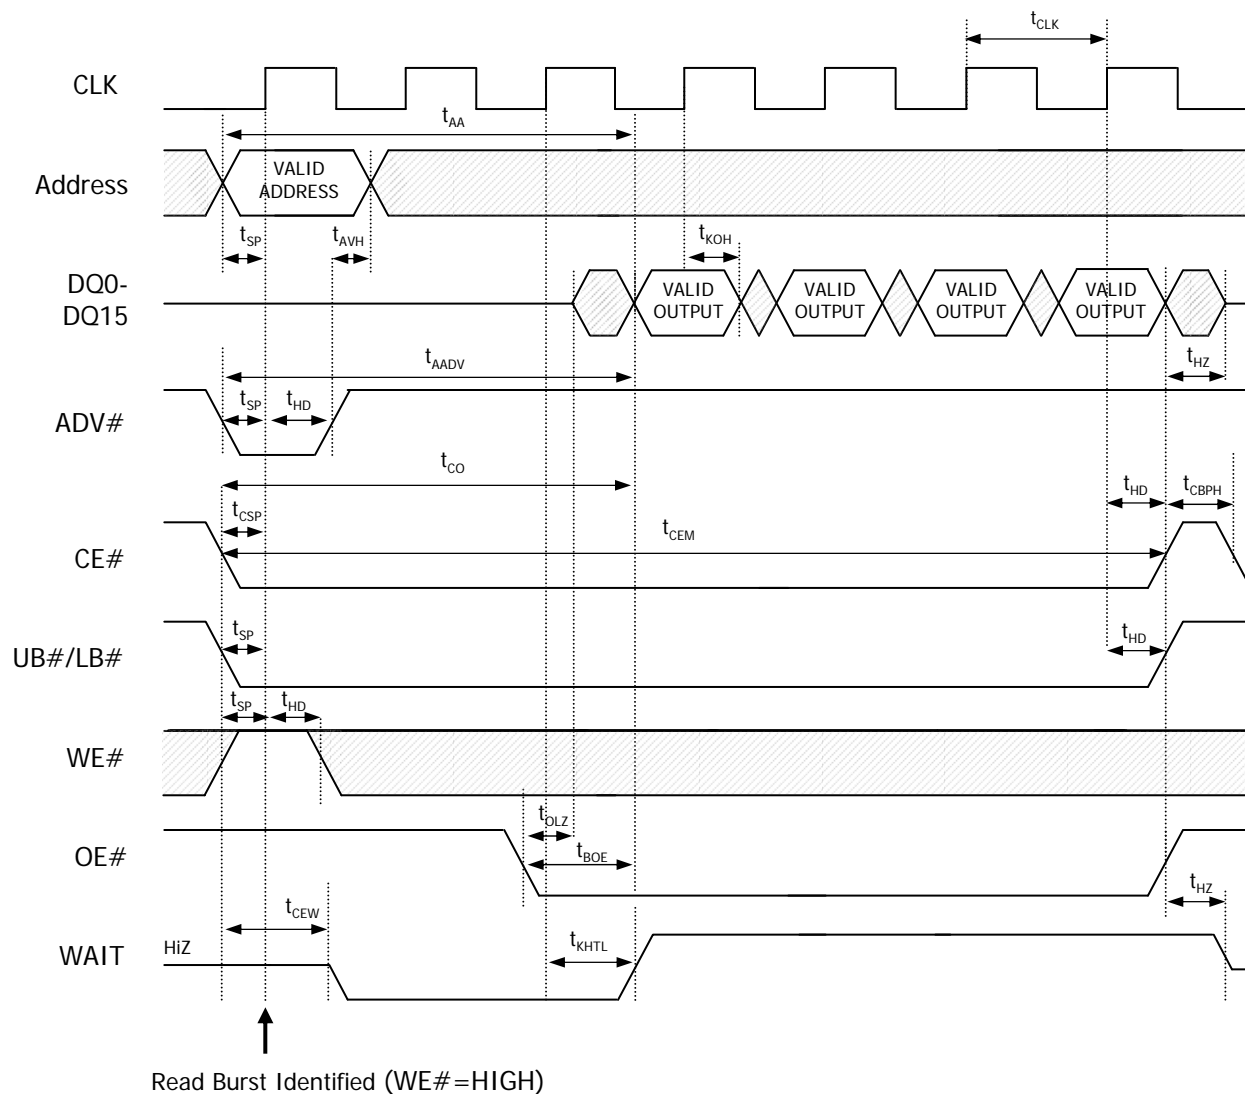 tCLK
CLK
tAA
VALID
ADDRESS
Address
tSP
tAVH
tKOH
DQ0-
DQ15
VALID
OUTPUT
VALID
OUTPUT
VALID
OUTPUT
VALID
OUTPUT
tAADV
tHZ
tSP
tHD
ADV#
tCO
tHD
tCBPH
tCSP
tCEM
CE#
tSP
tHD
UB#/LB#
tSP
tHD
WE#
tOLZ
tBOE
OE#
tHZ
tCEW
HiZ
tKHTL
WAIT
Read Burst Identified (WE#=HIGH)